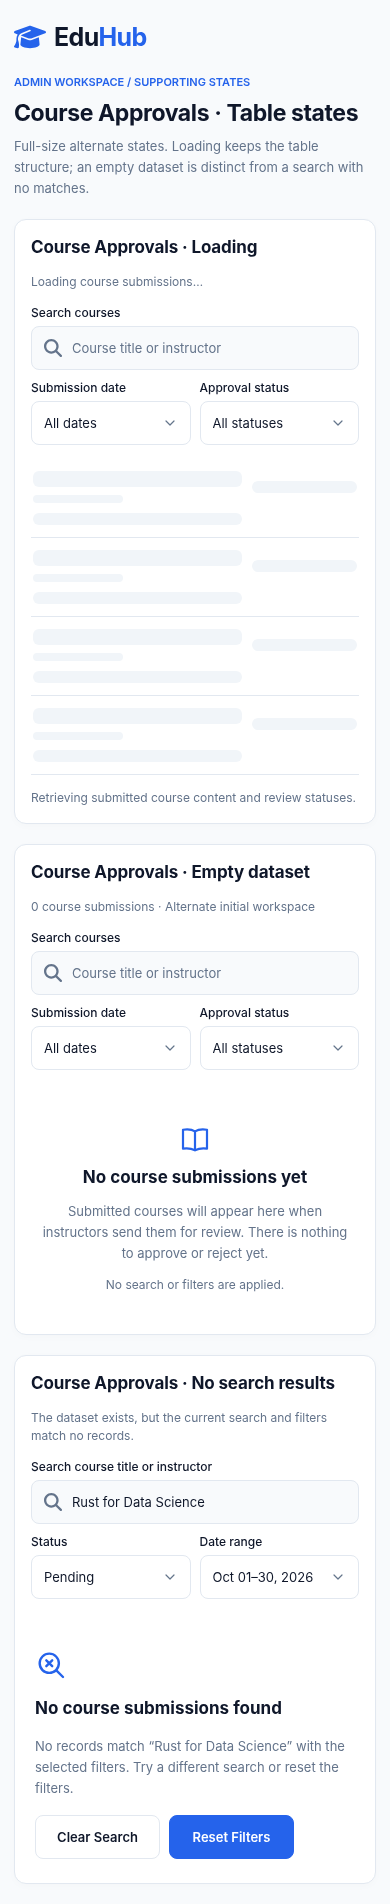 EduHub
ADMIN WORKSPACE / SUPPORTING STATES
Course Approvals · Table states
Full-size alternate states. Loading keeps the table
structure; an empty dataset is distinct from a search with
no matches.
Course Approvals · Loading
Loading course submissions...
Search courses
Course title or instructor
Submission date Approval status
All dates All statuses
Retrieving submitted course content and review statuses.
Course Approvals · Empty dataset
0 course submissions · Alternate initial workspace
Search courses
Course title or instructor
Submission date Approval status
All dates All statuses
No course submissions yet
Submitted courses will appear here when
instructors send them for review. There is nothing
to approve or reject yet.
No search or filters are applied.
Course Approvals · No search results
The dataset exists, but the current search and filters
match no records.
Search course title or instructor
Rust for Data Science
Status Date range
Pending Oct 01–30, 2026
No course submissions found
No records match “Rust for Data Science” with the
selected filters. Try a different search or reset the
filters.
Clear Search Reset Filters